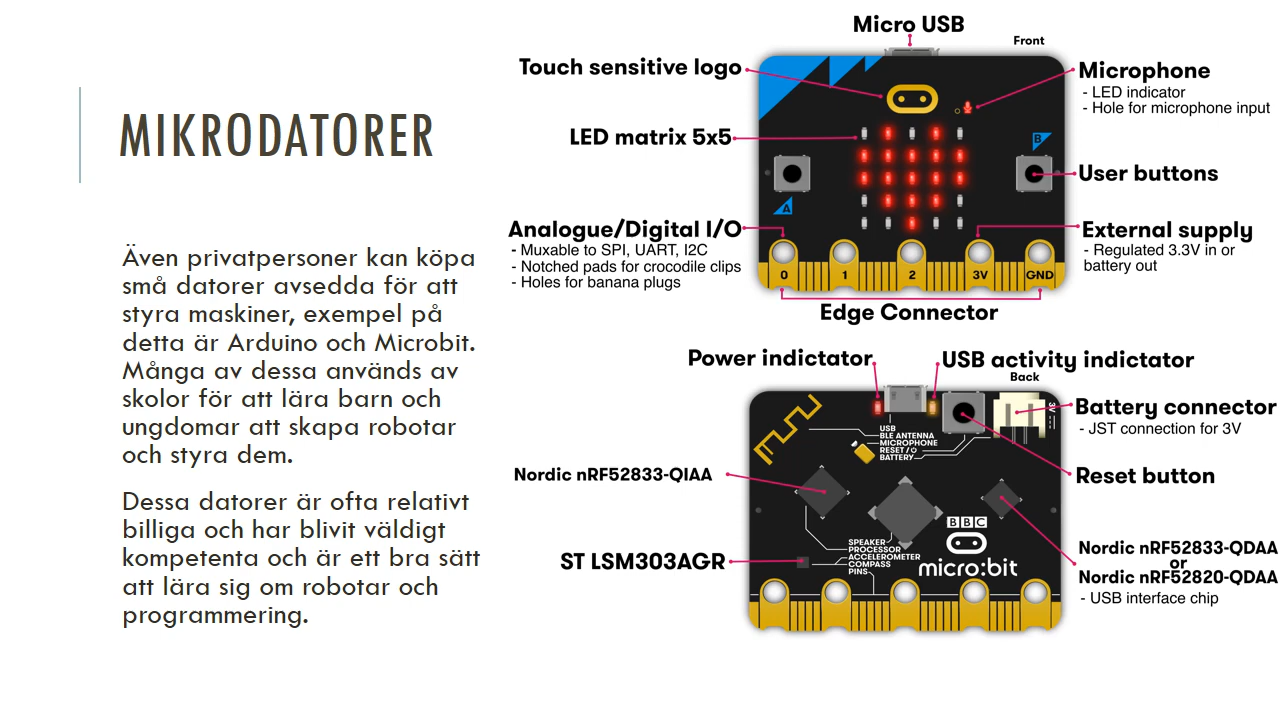 MIKRODATORER
Även privatpersoner kan köpa
små datorer avsedda för att
styra maskiner, exempel på
detta är Arduino och Microbit.
Många av dessa används av
skolor för att lära barn och
ungdomar att skapa robotar
och styra dem.
Dessa datorer är ofta relativt
billiga och har blivit väldigt
kompetenta och är ett bra sätt
att lära sig om robotar och
programmering.
Micro USB
Front
Touch sensitive logo
Microphone
- LED indicator
- Hole for microphone input
LED matrix 5x5
B
User buttons
A
Analogue/Digital I/O
- Muxable to SPI, UART, I2C
- Notched pads for crocodile clips
- Holes for banana plugs
External supply
- Regulated 3.3V in or
battery out
0 1 2 3V GND
Edge Connector
Power indictator
USB activity indictator
Back
Battery connector
- JST connection for 3V
3V
USB
BLE ANTENNA
MICROPHONE
RESET/
BATTERY
Nordic nRF52833-QIAA
Reset button
BBC
micro:bit
SPEAKER
PROCESSOR
ACCELEROMETER
COMPASS
PINS
ST LSM303AGR
Nordic nRF52833-QDAA
or
Nordic nRF52820-QDAA
- USB interface chip